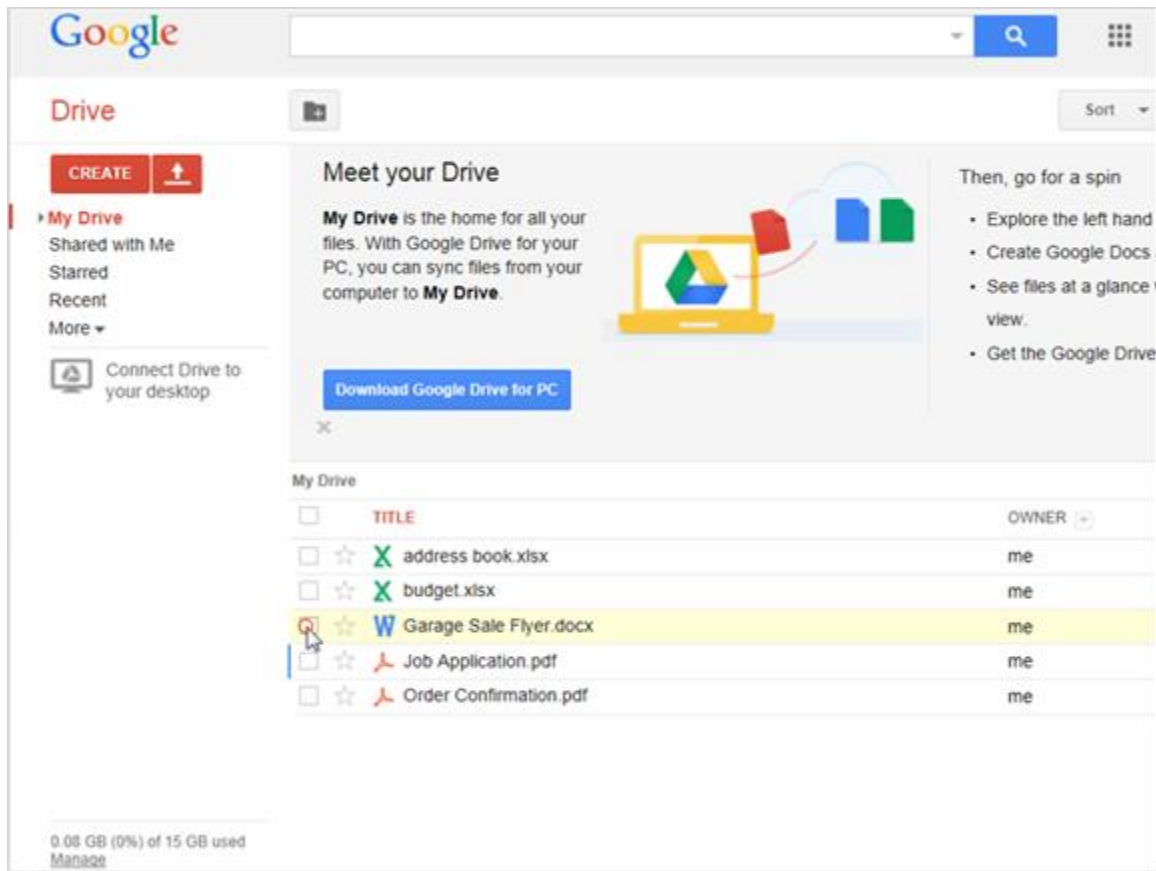 Google
Drive
Sort
CREATE
My Drive
Shared with Me
Starred
Recent
More
Connect Drive to
your desktop
Meet your Drive
My Drive is the home for all your
files. With Google Drive for your
PC, you can sync files from your
computer to My Drive.
Download Google Drive for PC
Then, go for a spin
• Explore the left hand
• Create Google Docs
• See files at a glance
view.
• Get the Google Drive
My Drive
TITLE OWNER
address book.xlsx me
budget.xlsx me
Garage Sale Flyer.docx me
Job Application.pdf me
Order Confirmation.pdf me
0.08 GB (0%) of 15 GB used
Manage